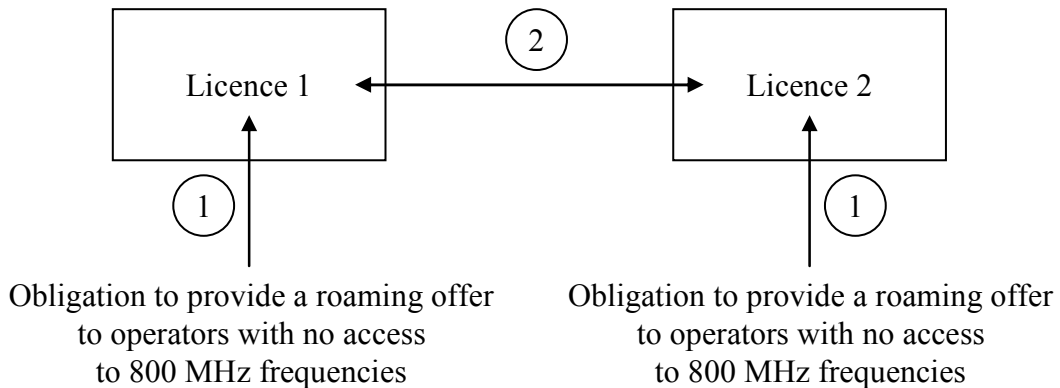 2
Licence 1
Licence 2
1
1
Obligation to provide a roaming offer
to operators with no access
to 800 MHz frequencies
Obligation to provide a roaming offer
to operators with no access
to 800 MHz frequencies